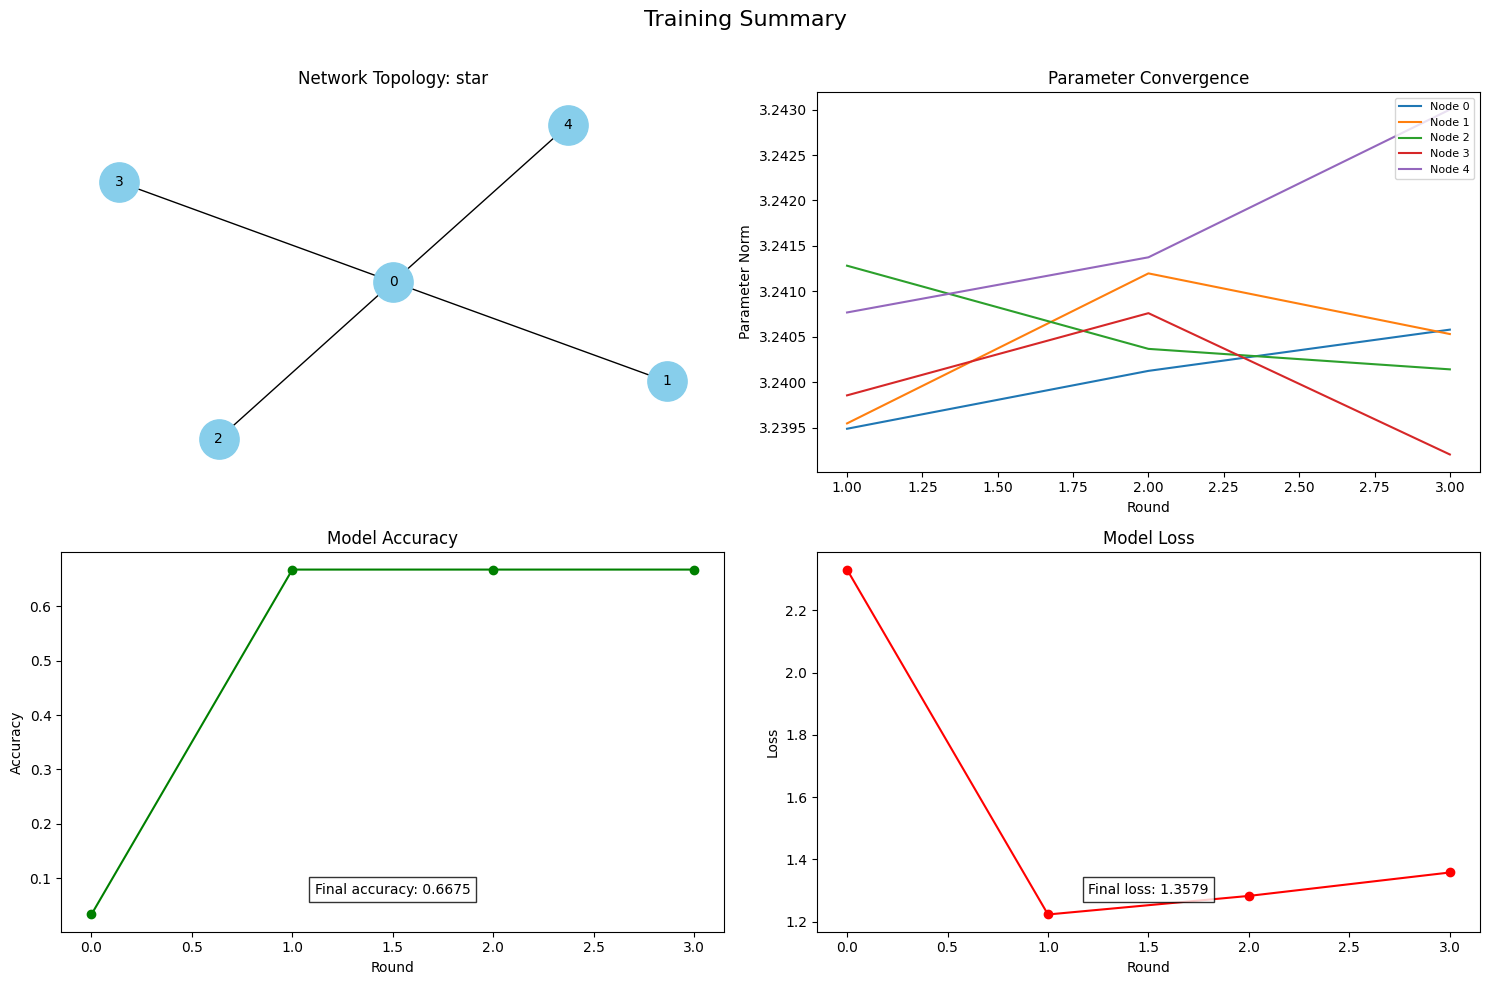 Training Summary
Network Topology: star
4
3
0
1
2
Parameter Convergence
Parameter Norm
3.2430
3.2425
3.2420
3.2415
3.2410
3.2405
3.2400
3.2395
Node 0
Node 1
Node 2
Node 3
Node 4
1.00 1.25 1.50 1.75 2.00 2.25 2.50 2.75 3.00
Round
Model Accuracy
Accuracy
0.6
0.5
0.4
0.3
0.2
0.1
Final accuracy: 0.6675
0.0 0.5 1.0 1.5 2.0 2.5 3.0
Round
Model Loss
Loss
2.2
2.0
1.8
1.6
1.4
1.2
Final loss: 1.3579
0.0 0.5 1.0 1.5 2.0 2.5 3.0
Round